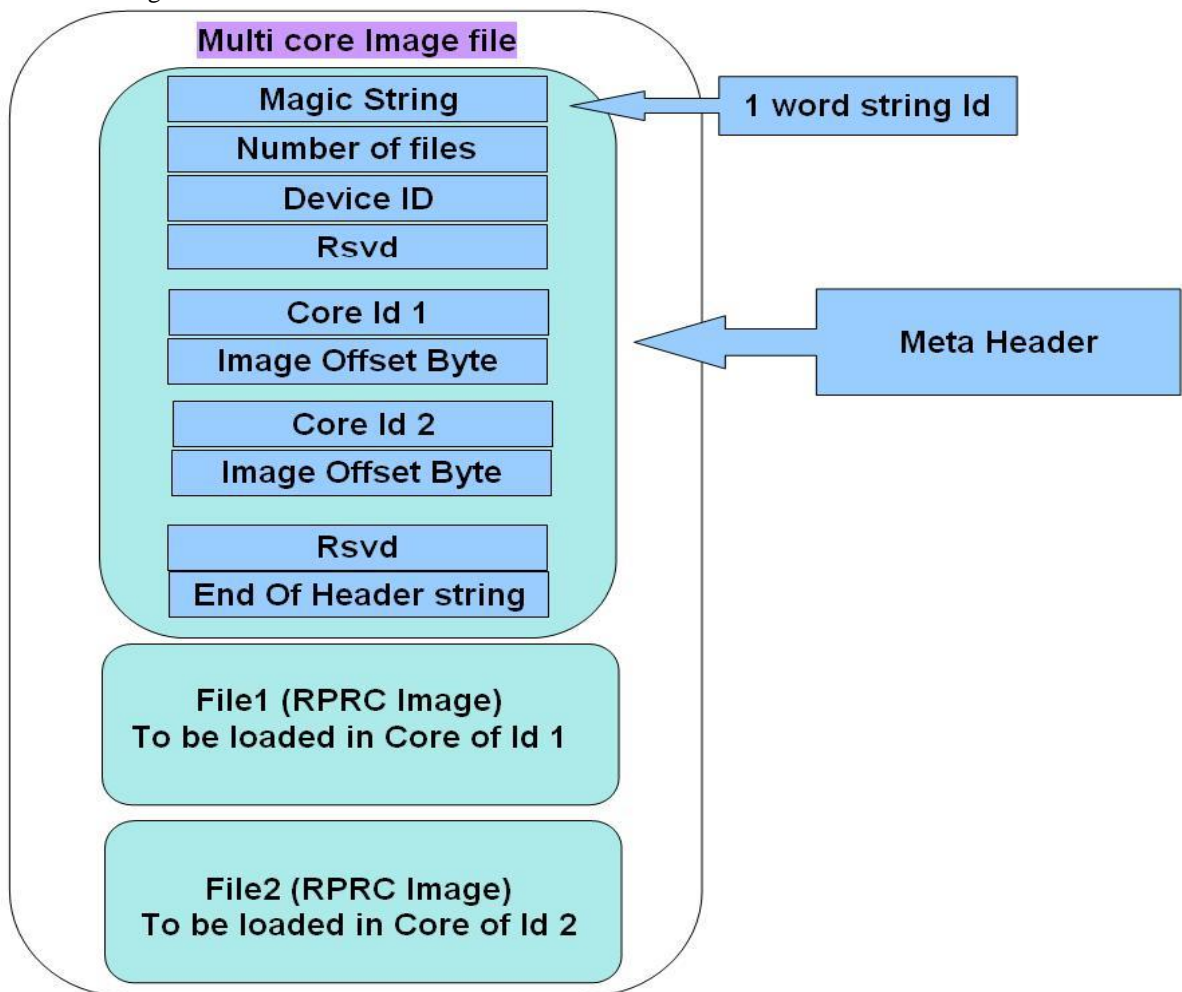 Multi core Image file
Magic String
1 word string Id
Number of files
Device ID
Rsvd
Core Id 1
Image Offset Byte
Meta Header
Core Id 2
Image Offset Byte
Rsvd
End Of Header string
File1 (RPRC Image)
To be loaded in Core of Id 1
File2 (RPRC Image)
To be loaded in Core of Id 2